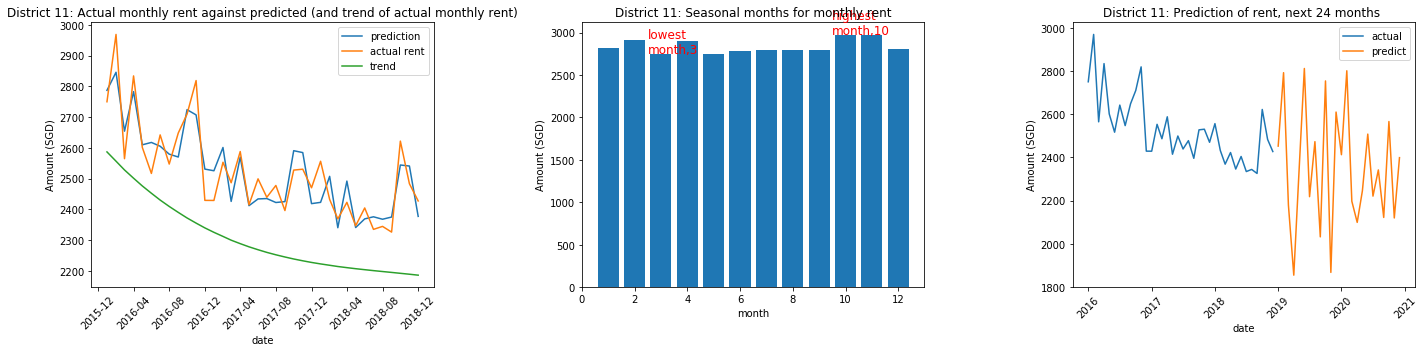 District 11: Actual monthly rent against predicted (and trend of actual monthly rent)
3000
2900
2800
2700
2600
2500
2400
2300
2200
Amount (SGD)
prediction
actual rent
trend
2015-12
2016-04
2016-08
2016-12
2017-04
2017-08
2017-12
2018-04
2018-08
2018-12
date
District 11: Seasonal months for monthly rent
highest
month,10
lowest
month,3
3000
2500
2000
1500
1000
500
0
Amount (SGD)
0
2
4
6
8
10
12
month
District 11: Prediction of rent, next 24 months
actual
predict
2800
2600
2400
2200
2000
1800
Amount (SGD)
2016
2017
2018
2019
2020
2021
date